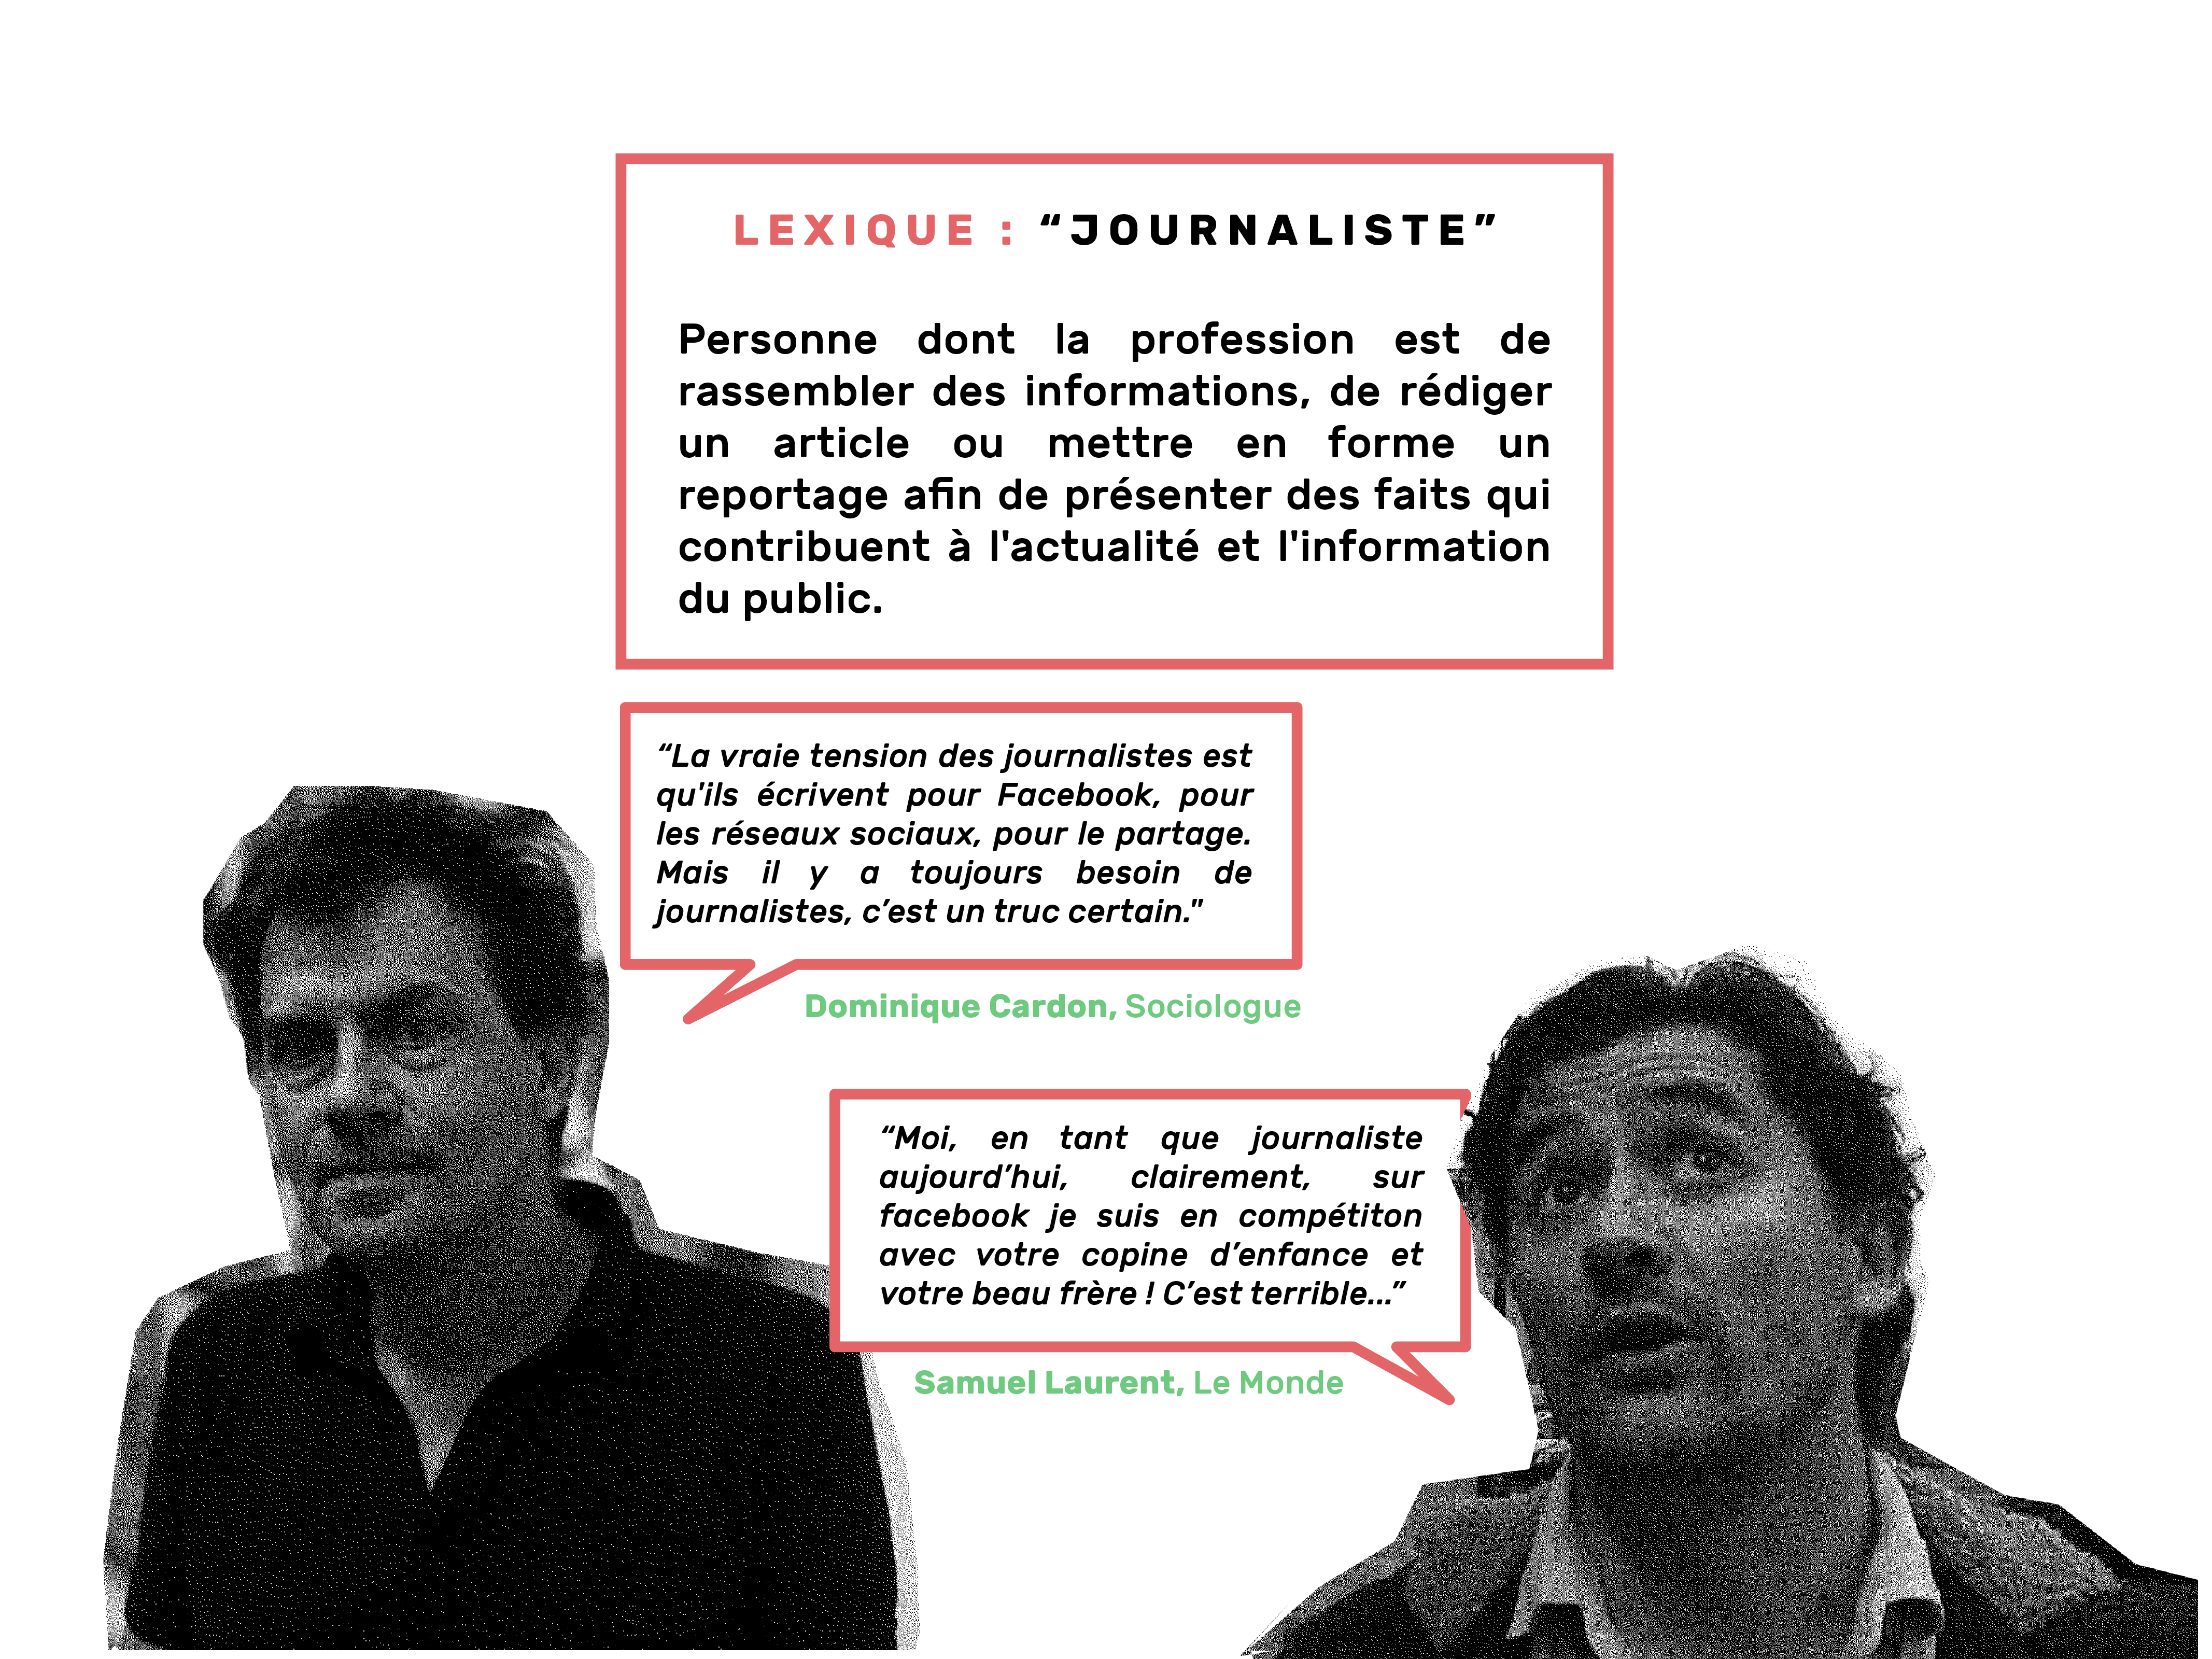 LEXIQUE : “JOURNALISTE”
Personne dont la profession est de
rassembler des informations, de rédiger
un article ou mettre en forme un
reportage afin de présenter des faits qui
contribuent à l'actualité et l'information
du public.
“La vraie tension des journalistes est
qu'ils écrivent pour Facebook, pour
les réseaux sociaux, pour le partage.
Mais il y a toujours besoin de
journalistes, c’est un truc certain."
Dominique Cardon, Sociologue
“Moi, en tant que journaliste
aujourd’hui, clairement, sur
facebook je suis en compétiton
avec votre copine d’enfance et
votre beau frère ! C’est terrible...”
Samuel Laurent, Le Monde